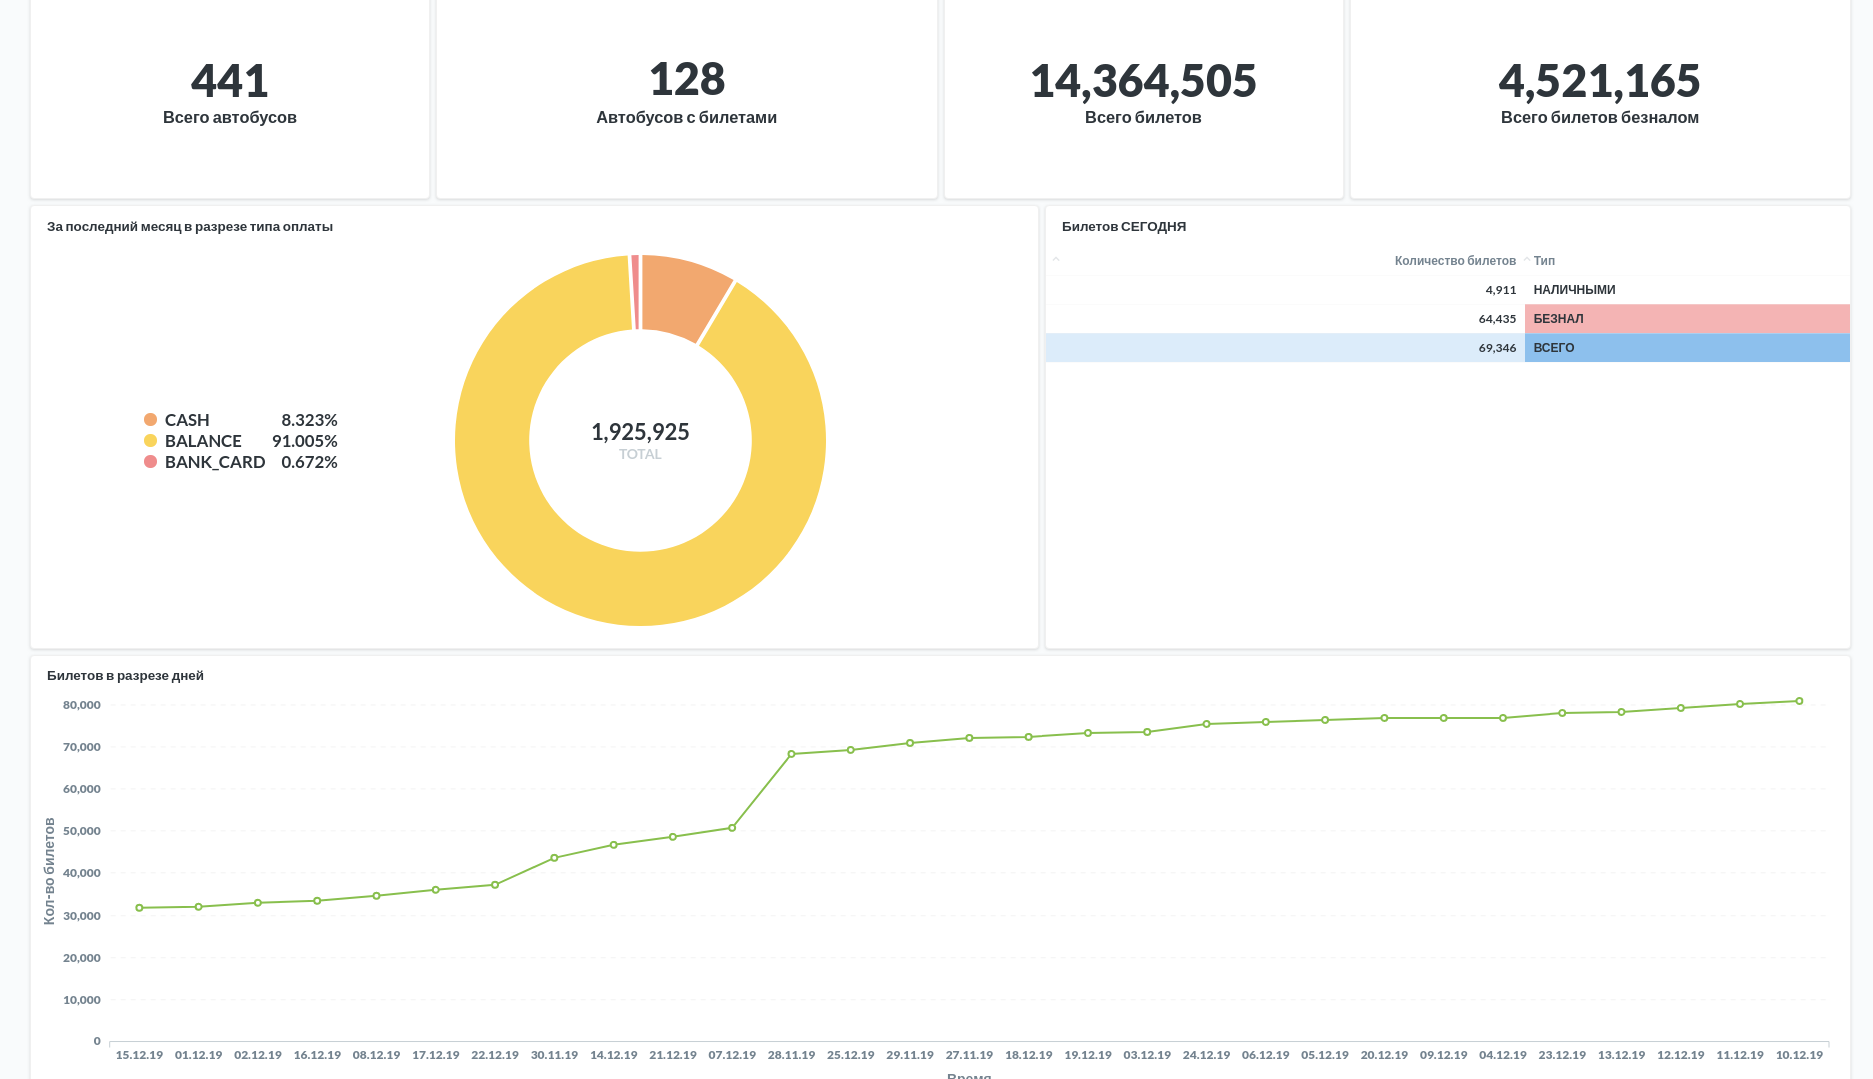 441
Всего автобусов
128
Автобусов с билетами
14,364,505
Всего билетов
4,521,165
Всего билетов безналом
За последний месяц в разрезе типа оплаты
CASH 8.323%
BALANCE 91.005%
BANK_CARD 0.672%
1,925,925
TOTAL
Билетов СЕГОДНЯ
Количество билетов Тип
4,911 НАЛИЧНЫМИ
64,435 БЕЗНАЛ
69,346 ВСЕГО
Билетов в разрезе дней
Кол-во билетов
80,000
70,000
60,000
50,000
40,000
30,000
20,000
10,000
0
15.12.19 01.12.19 02.12.19 16.12.19 08.12.19 17.12.19 22.12.19 30.11.19 14.12.19 21.12.19 07.12.19 28.11.19 25.12.19 29.11.19 27.11.19 18.12.19 19.12.19 03.12.19 24.12.19 06.12.19 05.12.19 20.12.19 09.12.19 04.12.19 23.12.19 13.12.19 12.12.19 11.12.19 10.12.19
Время